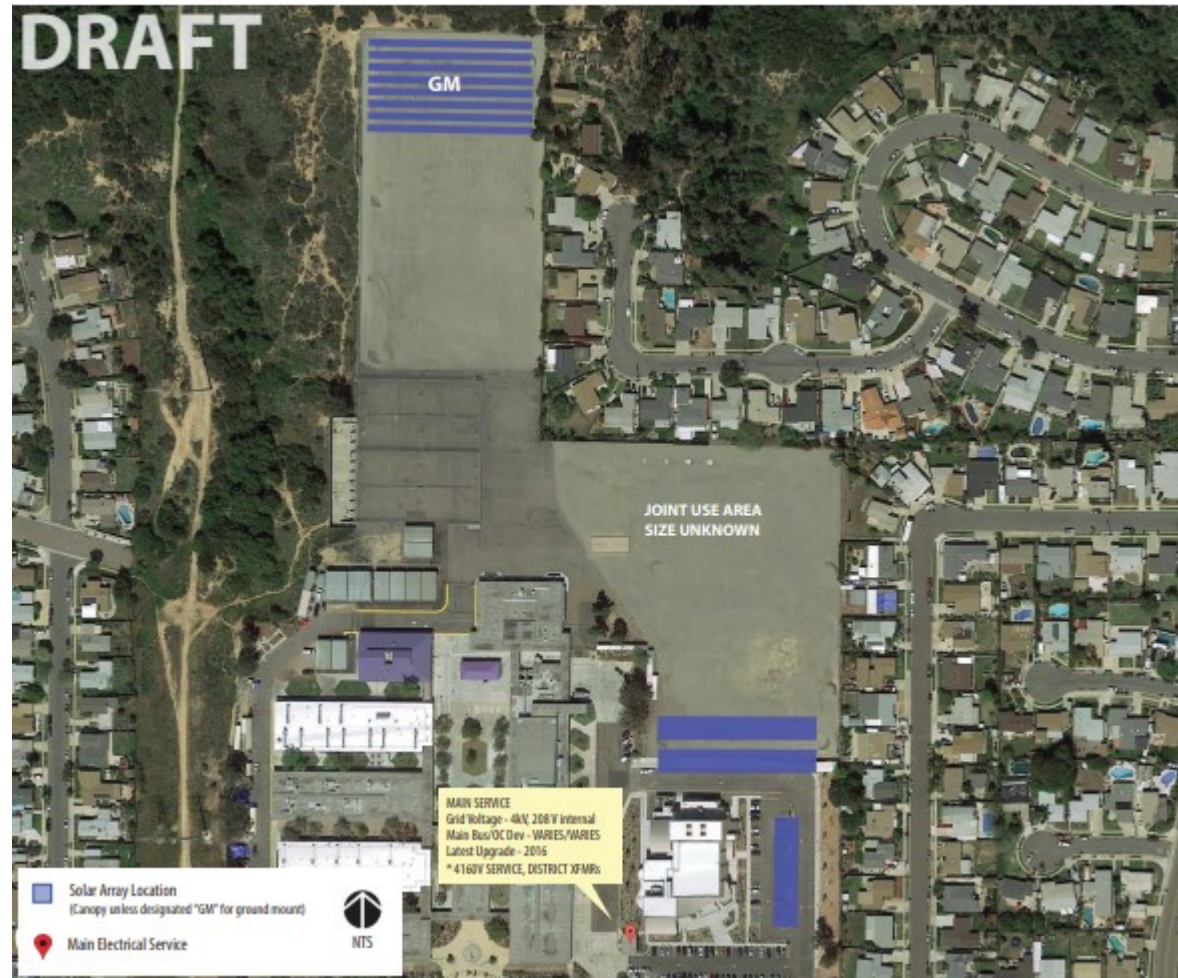 DRAFT
GM
JOINT USE AREA
SIZE UNKNOWN
MAIN SERVICE
Grid Voltage - 4kV, 208 V internal
Main Bus/OC Dev - VARIES/VARIES
Latest Upgrade - 2016
* 4160V SERVICE, DISTRICT XFMRs
Solar Array Location
(Canopy unless designated "GM" for ground mount)
NTS
Main Electrical Service